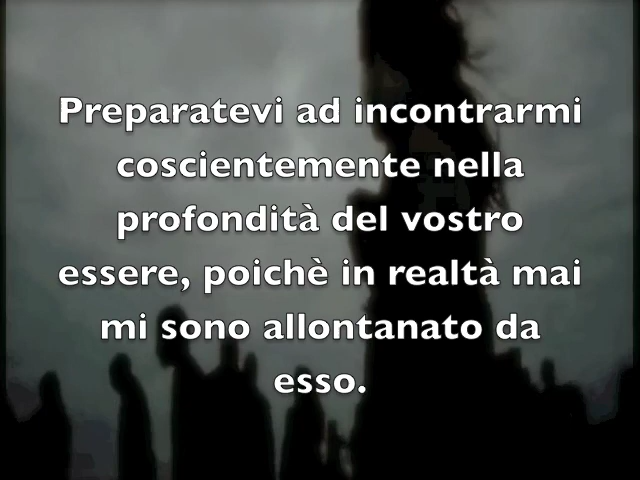 Preparatevi ad incontrarmi
coscientemente nella
profondità del vostro
essere, poichè in realtà mai
mi sono allontanato da
esso.